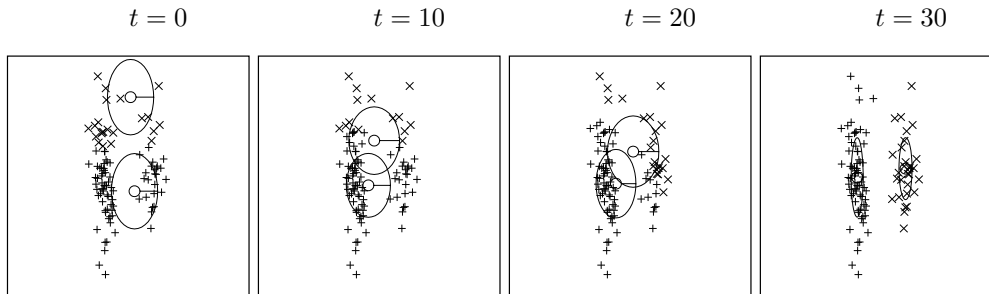 t = 0
t = 10
t = 20
t = 30